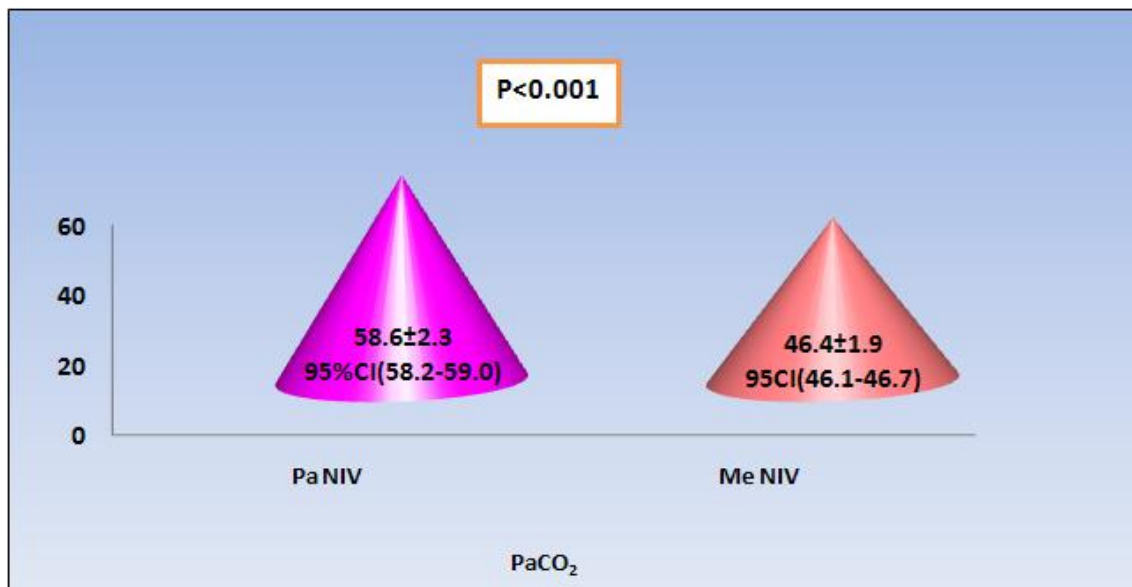 P<0.001
60
40
20
0
58.6±2.3
95%CI(58.2-59.0)
46.4±1.9
95CI(46.1-46.7)
Pa NIV
Me NIV
PaCO₂